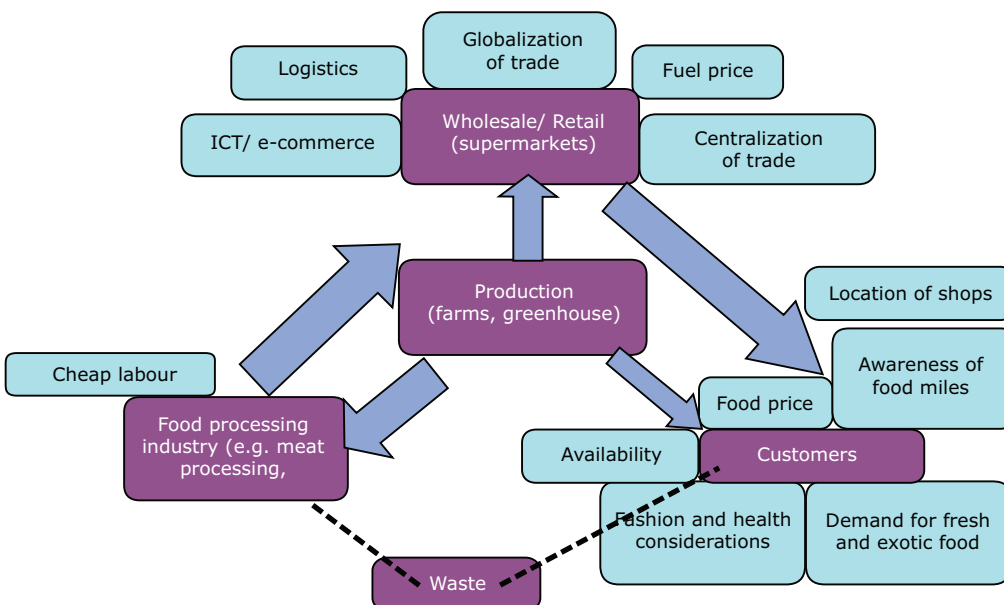 Globalization
of trade
Logistics
Fuel price
Wholesale/ Retail
(supermarkets)
ICT/ e-commerce
Centralization
of trade
Production
(farms, greenhouse)
Location of shops
Awareness of
food miles
Cheap labour
Food price
Food processing
industry (e.g. meat
processing,
Availability
Customers
Fashion and health
considerations
Demand for fresh
and exotic food
Waste